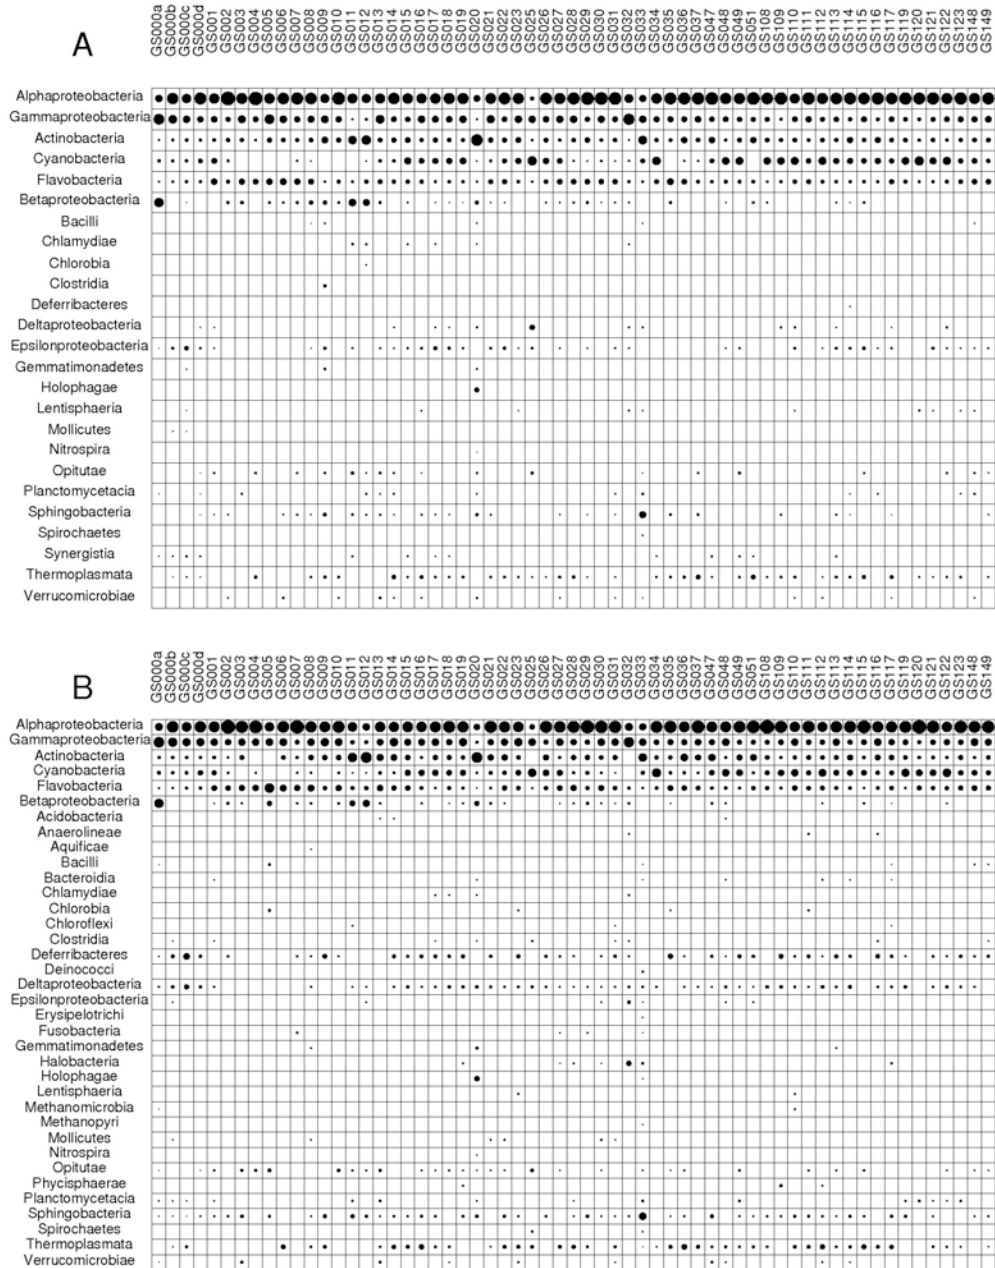 A
GS000a GS000b GS000c GS000d GS001 GS002 GS003 GS004 GS005 GS006 GS007 GS008 GS009 GS010 GS011 GS012 GS013 GS014 GS015 GS016 GS017 GS018 GS019 GS020 GS021 GS022 GS023 GS025 GS026 GS027 GS028 GS029 GS030 GS031 GS032 GS033 GS034 GS035 GS036 GS037 GS047 GS048 GS049 GS051 GS108 GS109 GS110 GS111 GS112 GS113 GS114 GS115 GS116 GS117 GS119 GS120 GS121 GS122 GS123 GS148 GS149
Alphaproteobacteria
Gammaproteobacteria
Actinobacteria
Cyanobacteria
Flavobacteria
Betaproteobacteria
Bacilli
Chlamydiae
Chlorobia
Clostridia
Deferribacteres
Deltaproteobacteria
Epsilonproteobacteria
Gemmatimonadetes
Holophagae
Lentisphaeria
Mollicutes
Nitrospira
Opitutae
Planctomycetacia
Sphingobacteria
Spirochaetes
Synergistia
Thermoplasmata
Verrucomicrobiae
B
GS000a GS000b GS000c GS000d GS001 GS002 GS003 GS004 GS005 GS006 GS007 GS008 GS009 GS010 GS011 GS012 GS013 GS014 GS015 GS016 GS017 GS018 GS019 GS020 GS021 GS022 GS023 GS025 GS026 GS027 GS028 GS029 GS030 GS031 GS032 GS033 GS034 GS035 GS036 GS037 GS047 GS048 GS049 GS051 GS108 GS109 GS110 GS111 GS112 GS113 GS114 GS115 GS116 GS117 GS119 GS120 GS121 GS122 GS123 GS148 GS149
Alphaproteobacteria
Gammaproteobacteria
Actinobacteria
Cyanobacteria
Flavobacteria
Betaproteobacteria
Acidobacteria
Anaerolineae
Aquificae
Bacilli
Bacteroidia
Chlamydiae
Chlorobia
Chloroflexi
Clostridia
Deferribacteres
Deinococci
Deltaproteobacteria
Epsilonproteobacteria
Erysipelotrichi
Fusobacteria
Gemmatimonadetes
Halobacteria
Holophagae
Lentisphaeria
Methanomicrobia
Methanopyri
Mollicutes
Nitrospira
Opitutae
Phycisphaerae
Planctomycetacia
Sphingobacteria
Spirochaetes
Thermoplasmata
Verrucomicrobiae